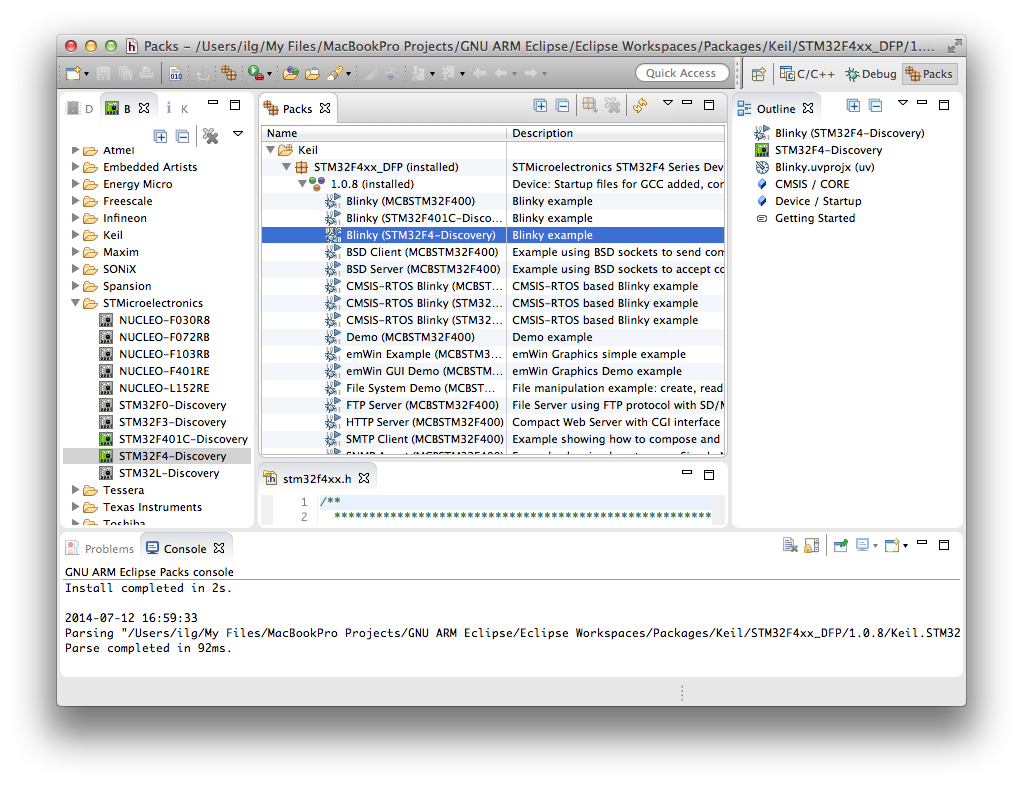 Packs – /Users/ilg/My Files/MacBookPro Projects/GNU ARM Eclipse/Eclipse Workspaces/Packages/Keil/STM32F4xx_DFP/1....
010
Quick Access
C/C++
Debug
Packs
D
B
K
Atmel
Embedded Artists
Energy Micro
Freescale
Infineon
Keil
Maxim
SONiX
Spansion
STMicroelectronics
NUCLEO-F030R8
NUCLEO-F072RB
NUCLEO-F103RB
NUCLEO-F401RE
NUCLEO-L152RE
STM32F0-Discovery
STM32F3-Discovery
STM32F401C-Discovery
STM32F4-Discovery
STM32L-Discovery
Tessera
Texas Instruments
Toshiba
Packs
Name Description
Keil
STM32F4xx_DFP (installed) STMicroelectronics STM32F4 Series Dev
1.0.8 (installed) Device: Startup files for GCC added, cor
Blinky (MCBSTM32F400) Blinky example
Blinky (STM32F401C-Disco... Blinky example
Blinky (STM32F4-Discovery) Blinky example
BSD Client (MCBSTM32F400) Example using BSD sockets to send com
BSD Server (MCBSTM32F400) Example using BSD sockets to accept co
CMSIS-RTOS Blinky (MCBST... CMSIS-RTOS based Blinky example
CMSIS-RTOS Blinky (STM32... CMSIS-RTOS based Blinky example
CMSIS-RTOS Blinky (STM32... CMSIS-RTOS based Blinky example
Demo (MCBSTM32F400) Demo example
emWin Example (MCBSTM3... emWin Graphics simple example
emWin GUI Demo (MCBSTM... emWin Graphics Demo example
File System Demo (MCBST... File manipulation example: create, read
FTP Server (MCBSTM32F400) File Server using FTP protocol with SD/M
HTTP Server (MCBSTM32F400) Compact Web Server with CGI interface
SMTP Client (MCBSTM32F400) Example showing how to compose and
stm32f4xx.h
1 /**
2 ******************************************************
Outline
Blinky (STM32F4-Discovery)
STM32F4-Discovery
Blinky.uvprojx (uv)
CMSIS / CORE
Device / Startup
Getting Started
Problems
Console
GNU ARM Eclipse Packs console
Install completed in 2s.
2014-07-12 16:59:33
Parsing "/Users/ilg/My Files/MacBookPro Projects/GNU ARM Eclipse/Eclipse Workspaces/Packages/Keil/STM32F4xx_DFP/1.0.8/Keil.STM32
Parse completed in 92ms.